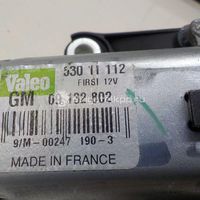 Valeo
530 11 112
FIRST 12V
GM 09 132 802
9/M-00247 190-3
MADE IN FRANCE